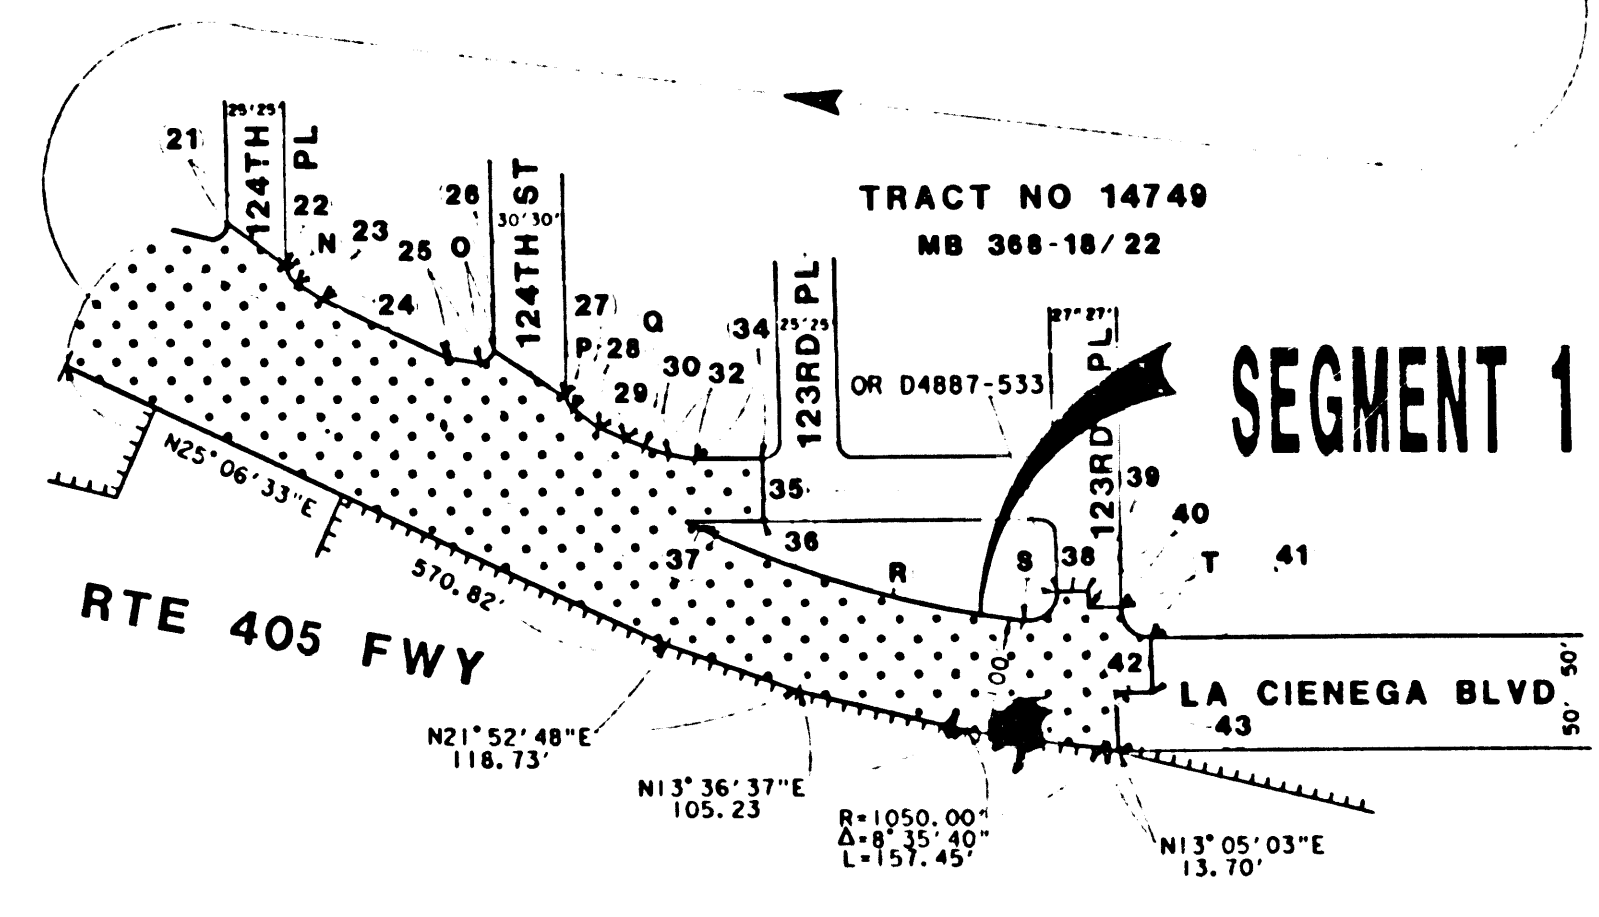 21
25'25'
124TH
PL
22
N
23
25
O
26
24
124TH ST
30'30'
27
P
28
Q
29
30
32
34
TRACT NO 14749
MB 368-18/22
123RD PL
25'25'
OR D4887-533
27'27'
123RD PL
SEGMENT 1
35
36
37
R
S
38
39
40
T
41
42
43
N25°06'33"E
570.82'
RTE 405 FWY
LA CIENEGA BLVD
50'
50'
N21°52'48"E
118.73'
N13°36'37"E
105.23
R=1050.00'
Δ=8°35'40"
L=157.45'
N13°05'03"E
13.70'